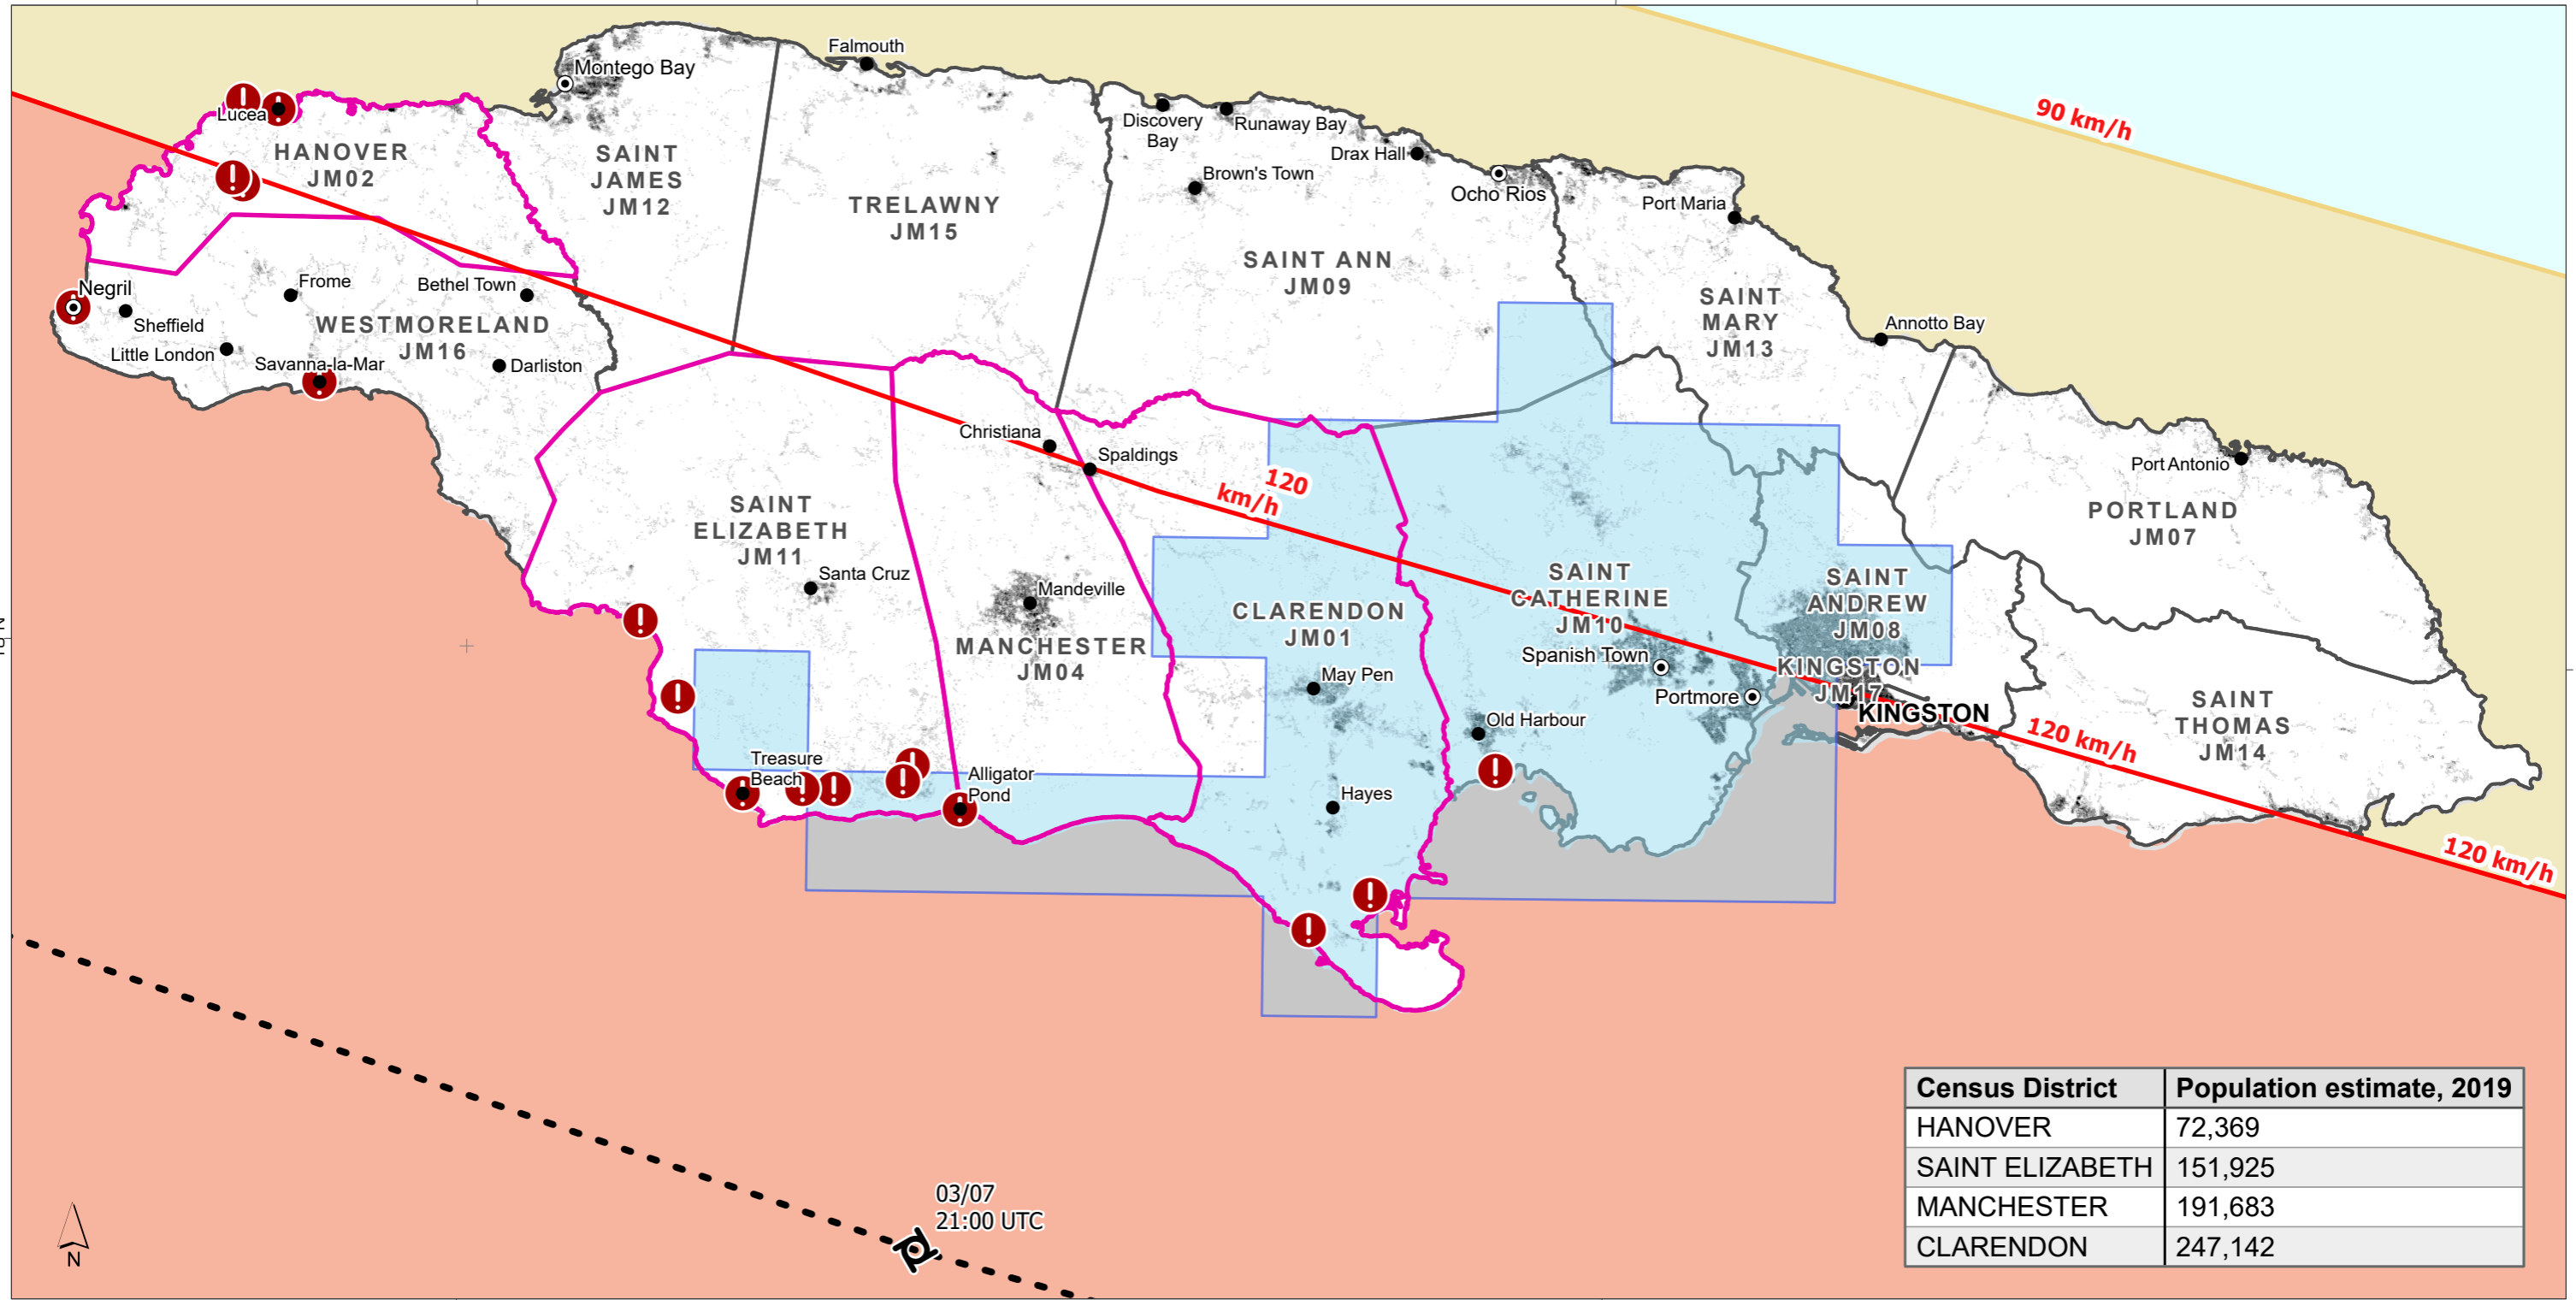 90 km/h
Falmouth
Montego Bay
Lucea
HANOVER
JM02
SAINT
JAMES
JM12
TRELAWNY
JM15
Discovery
Bay
Runaway Bay
Drax Hall
Brown's Town
Ocho Rios
Port Maria
SAINT ANN
JM09
SAINT
MARY
JM13
Annotto Bay
Negril
Sheffield
Frome
Bethel Town
Little London
WESTMORELAND
JM16
Savanna-la-Mar
Darliston
Christiana
Spaldings
120
km/h
Port Antonio
PORTLAND
JM07
SAINT
ELIZABETH
JM11
Santa Cruz
Mandeville
MANCHESTER
JM04
CLARENDON
JM01
May Pen
Hayes
SAINT
CATHERINE
JM10
Spanish Town
Portmore
Old Harbour
SAINT
ANDREW
JM08
KINGSTON
JM17
KINGSTON
120 km/h
SAINT
THOMAS
JM14
120 km/h
Treasure
Beach
Alligator
Pond
03/07
21:00 UTC
N
Census District Population estimate, 2019
HANOVER 72,369
SAINT ELIZABETH 151,925
MANCHESTER 191,683
CLARENDON 247,142